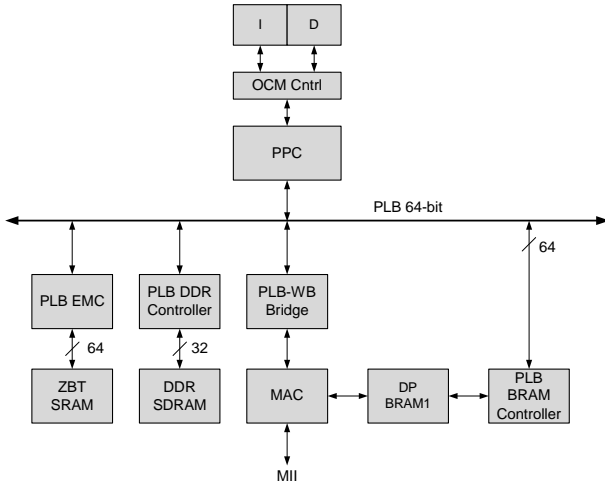 I D
OCM Cntrl
PPC
PLB 64-bit
64
PLB EMC
PLB DDR
Controller
PLB-WB
Bridge
64
32
ZBT
SRAM
DDR
SDRAM
MAC
DP
BRAM1
PLB
BRAM
Controller
MII